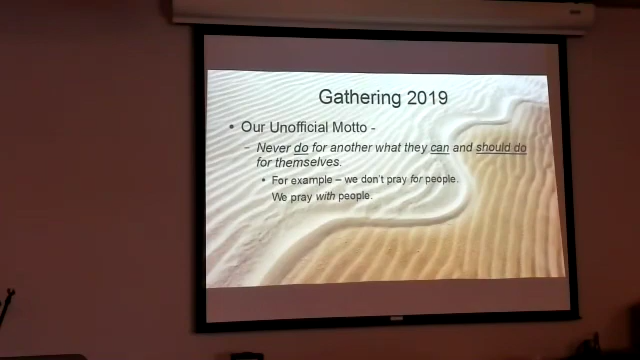 Gathering 2019
• Our Unofficial Motto -
– Never do for another what they can and should do
for themselves.
• For example – we don't pray for people.
We pray with people.